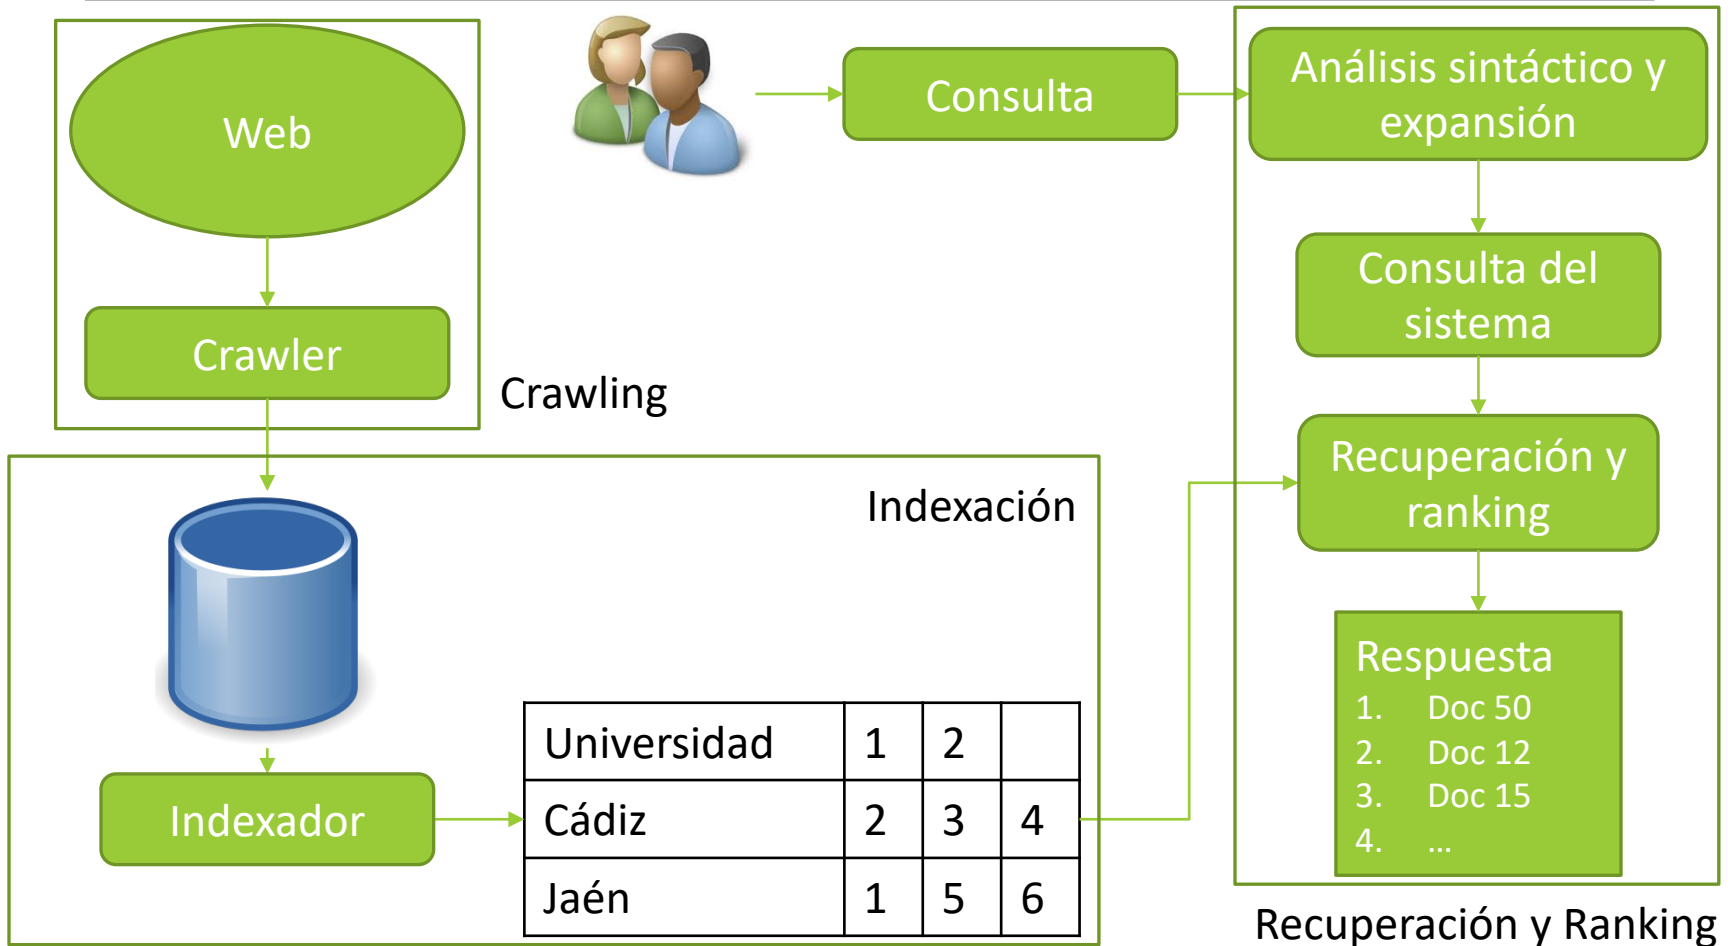 Web
Crawler
Crawling
Consulta
Análisis sintáctico y
expansión
Consulta del
sistema
Recuperación y
ranking
Respuesta
1. Doc 50
2. Doc 12
3. Doc 15
4. …
Recuperación y Ranking
Indexación
Indexador
Universidad 1 2
Cádiz 2 3 4
Jaén 1 5 6